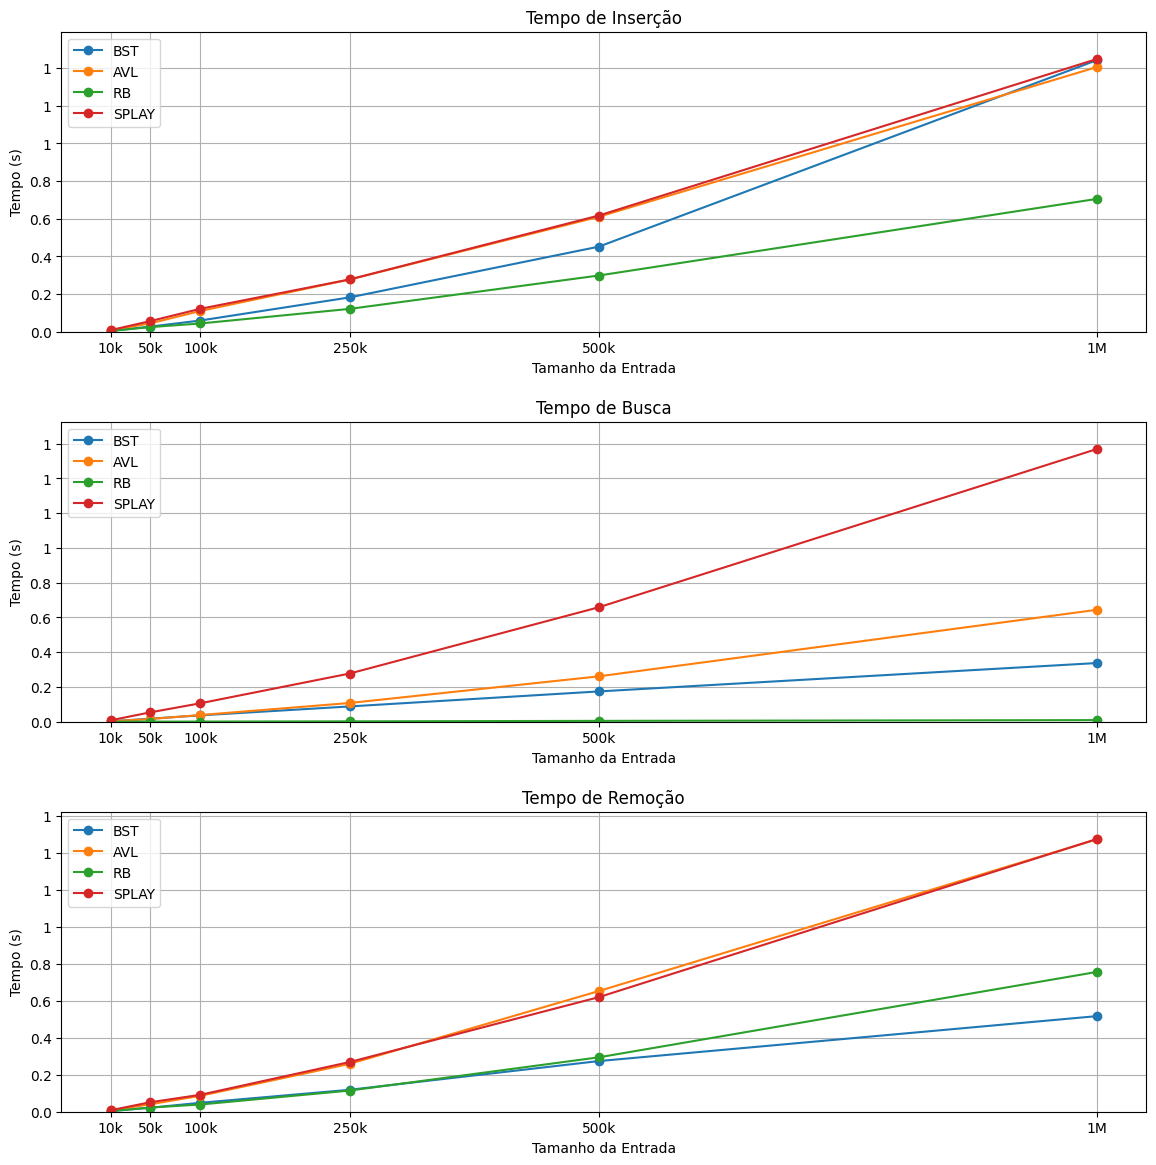 Tempo de Inserção
BST
AVL
RB
SPLAY
Tempo (s)
1
1
1
0.8
0.6
0.4
0.2
0.0
10k 50k 100k 250k 500k 1M
Tamanho da Entrada
Tempo de Busca
BST
AVL
RB
SPLAY
Tempo (s)
1
1
1
1
0.8
0.6
0.4
0.2
0.0
10k 50k 100k 250k 500k 1M
Tamanho da Entrada
Tempo de Remoção
BST
AVL
RB
SPLAY
Tempo (s)
1
1
1
1
0.8
0.6
0.4
0.2
0.0
10k 50k 100k 250k 500k 1M
Tamanho da Entrada